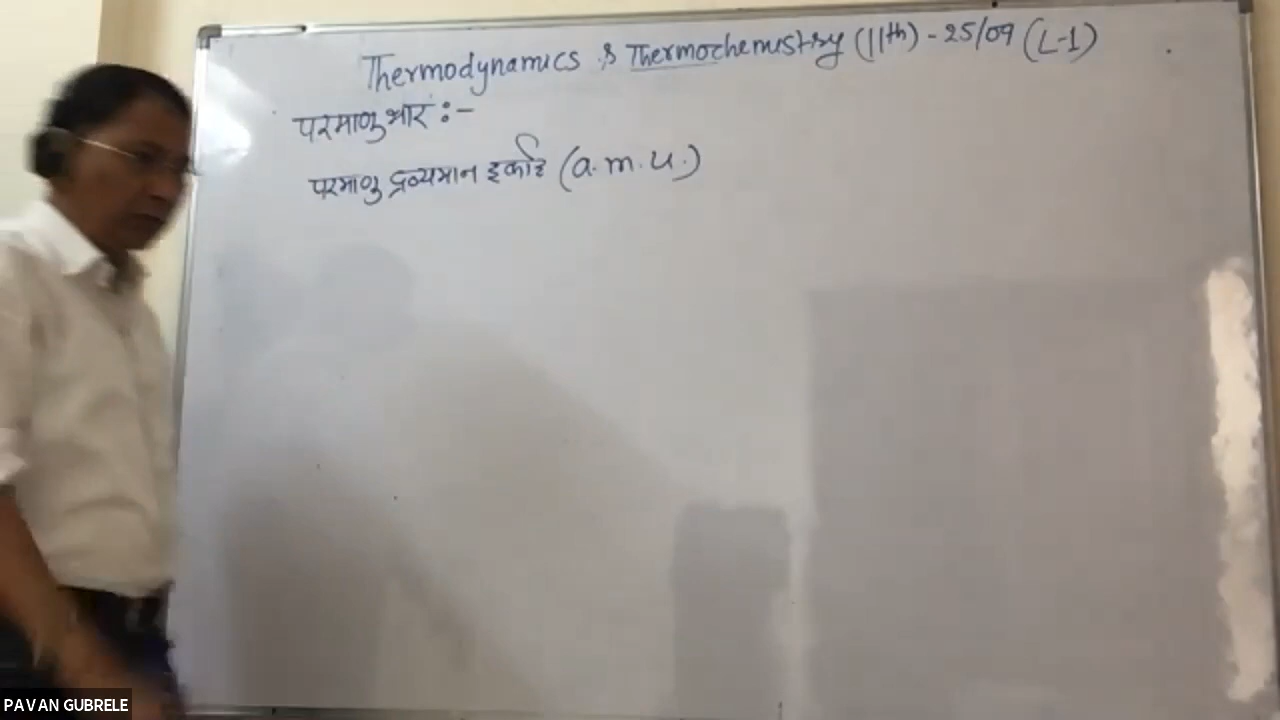 Thermodynamics & Thermochemistry (11th) - 25/09 (L-1)
परमाणु भार :-
परमाणु द्रव्यमान इकाई (a.m.u.)
PAVAN GUBRELE